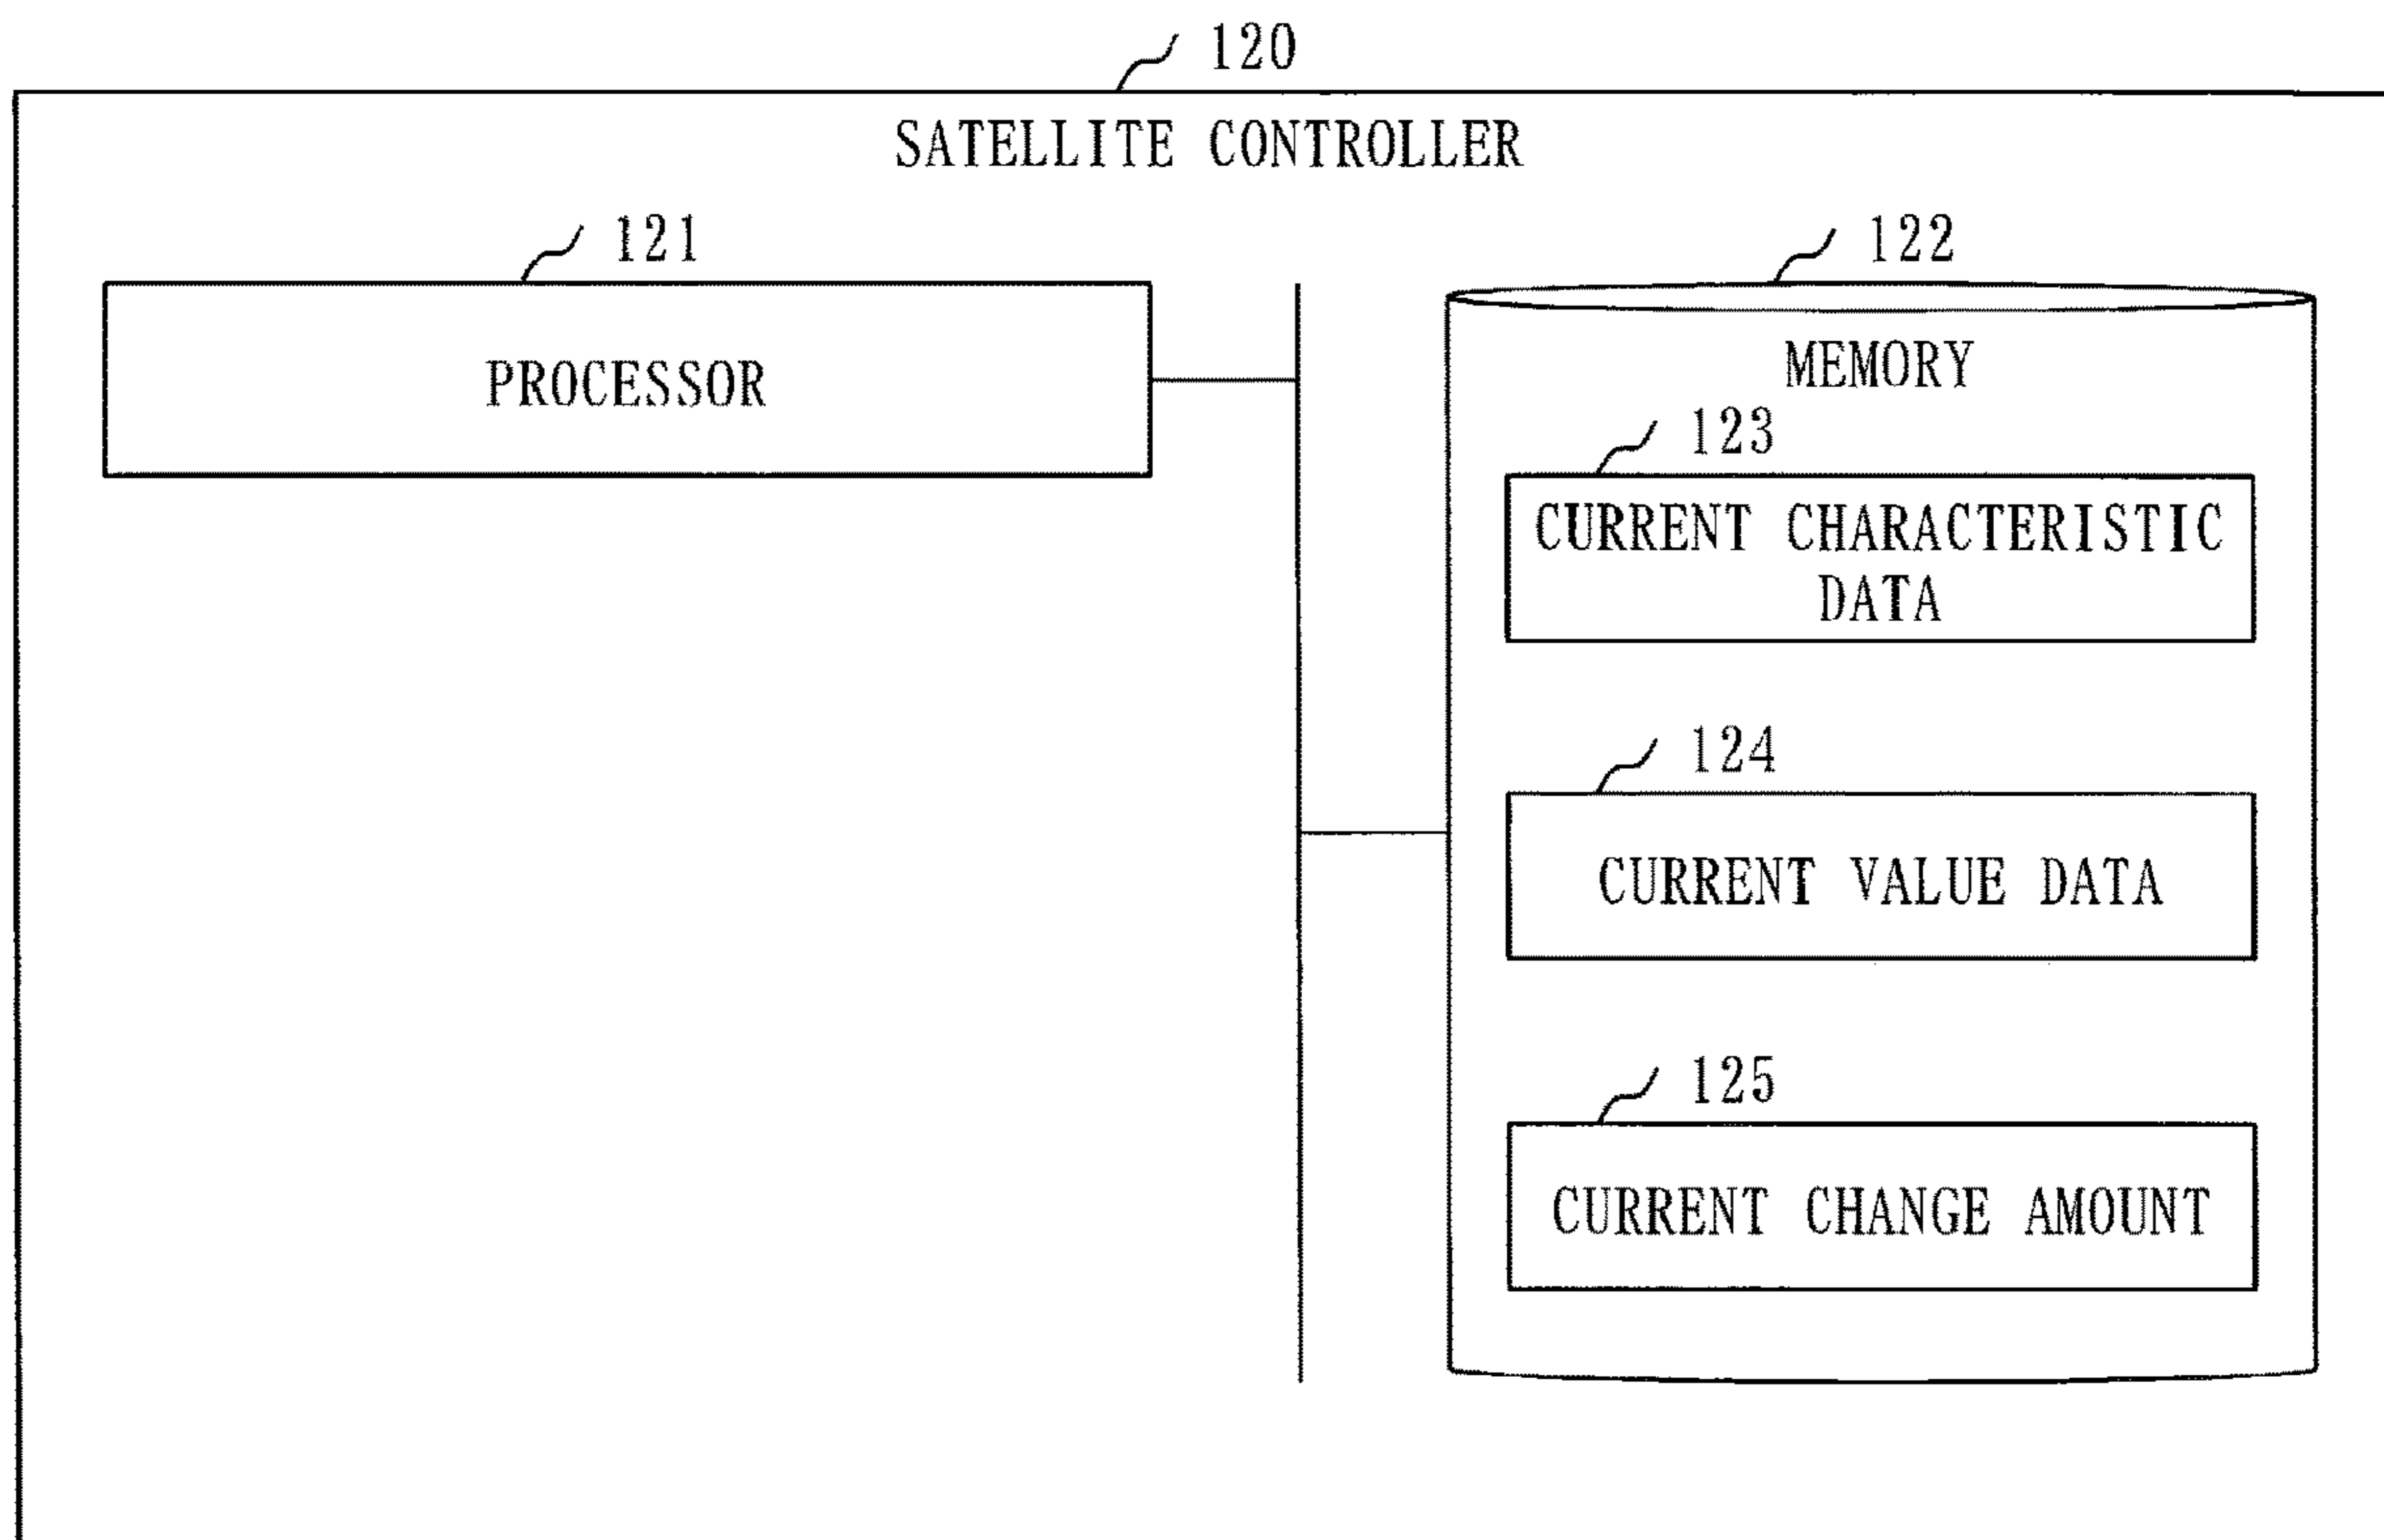 120
SATELLITE CONTROLLER
121
PROCESSOR
122
MEMORY
123
CURRENT CHARACTERISTIC
DATA
124
CURRENT VALUE DATA
125
CURRENT CHANGE AMOUNT